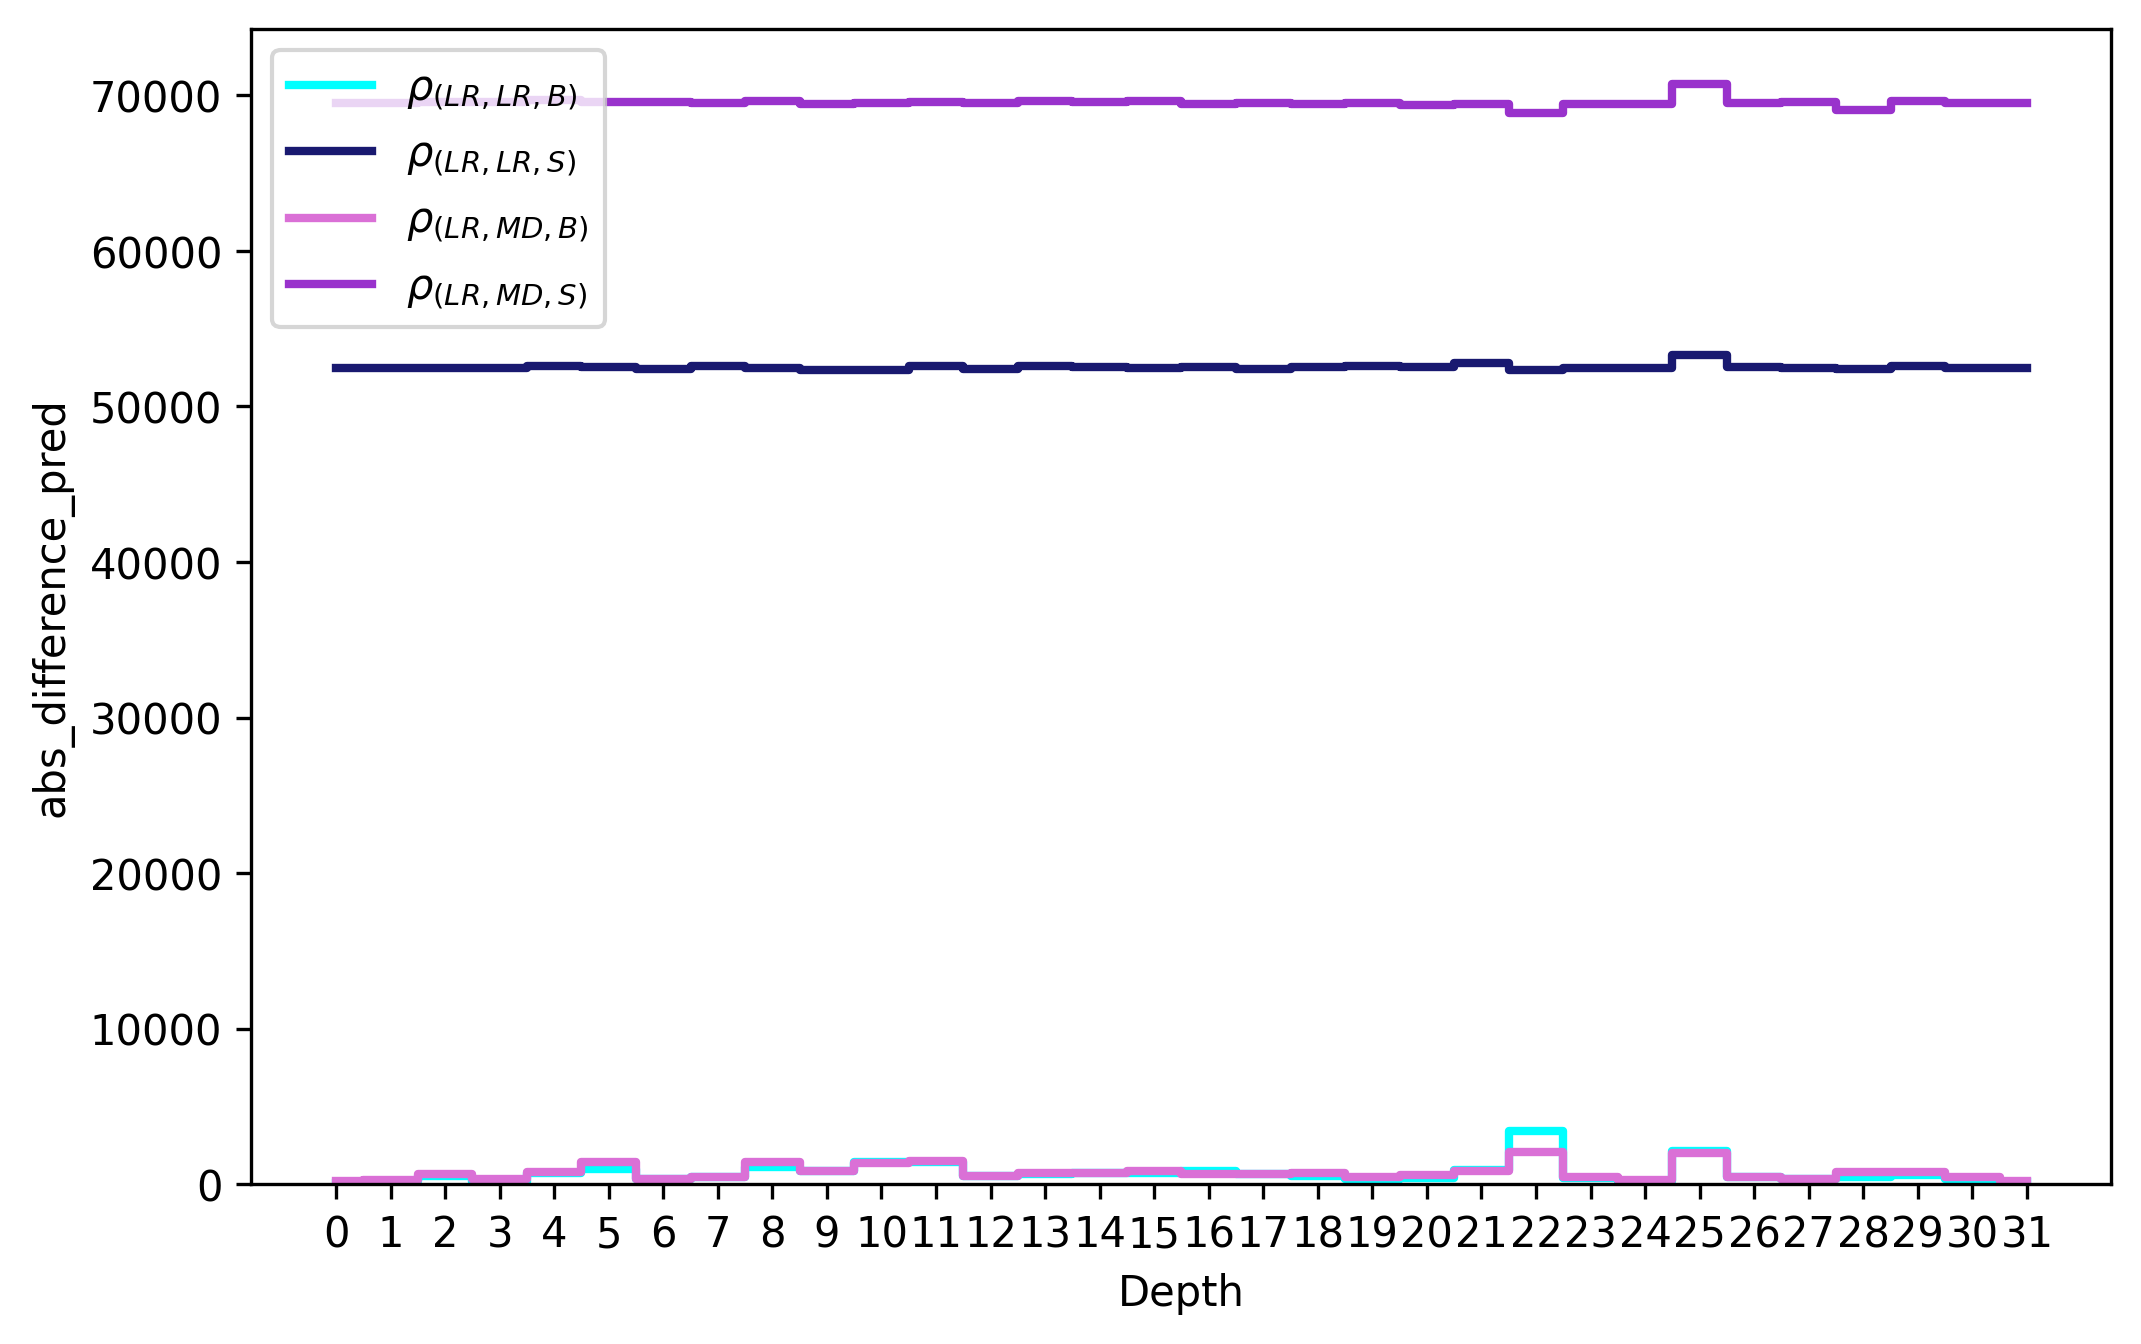 ρ(LR, LR, B)
ρ(LR, LR, S)
ρ(LR, MD, B)
ρ(LR, MD, S)
70000
60000
50000
40000
30000
20000
10000
0
abs_difference_pred
0 1 2 3 4 5 6 7 8 9 10 11 12 13 14 15 16 17 18 19 20 21 22 23 24 25 26 27 28 29 30 31
Depth